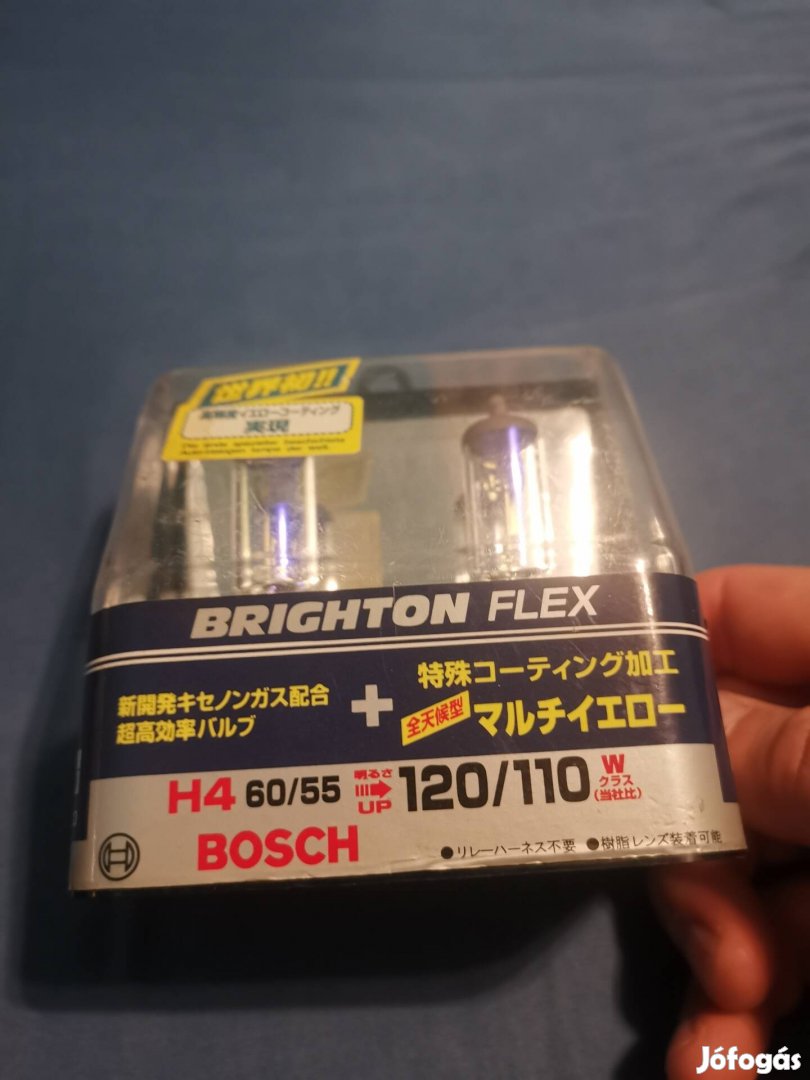 世界初!!
高精度イエローコーティング
実現
BRIGHTON FLEX
新開発キセノンガス配合
超高効率バルブ
+
特殊コーティング加工
全天候型 マルチイエロー
H4 60/55 明るさ UP 120/110 W クラス (当社比)
BOSCH
●リレーハーネス不要 ●樹脂レンズ装着可能
Jófogás